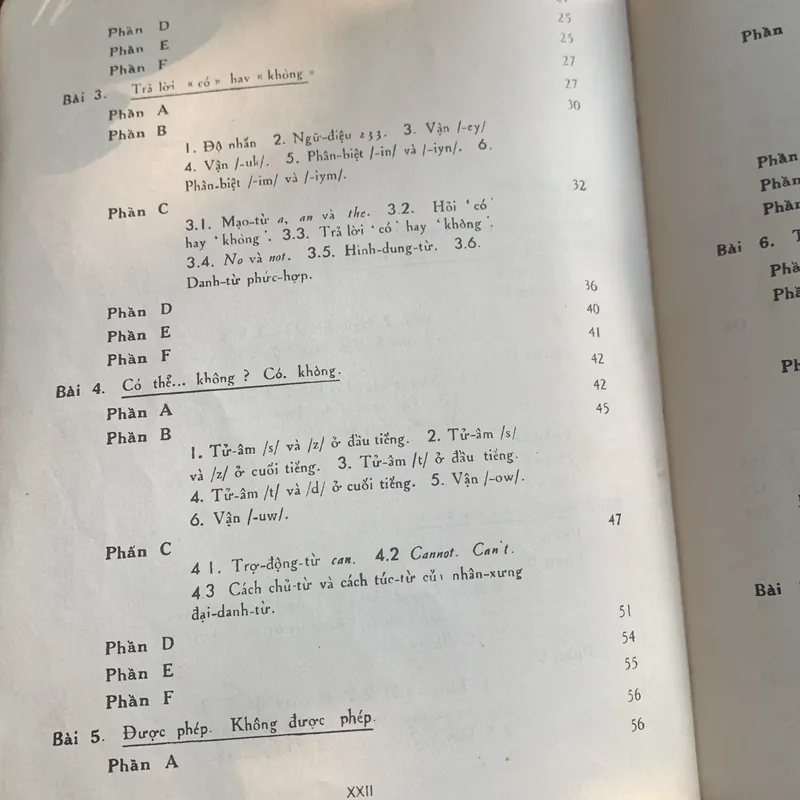 Phần D 25
Phần E 25
Phần F 27
Bài 3. Trả lời « có » hay « không » 27
Phần A 30
Phần B
1. Độ nhấn 2. Ngữ-điệu 233. 3. Vận /-ey/
4. Vận /-uk/. 5. Phân-biệt /-in/ và /-iyn/. 6.
Phân-biệt /-im/ và /-iym/.
Phần C 32
3.1. Mạo-từ a, an và the. 3.2. Hỏi ‘có’
hay ‘không’. 3.3. Trả lời ‘có’ hay ‘không’.
3.4. No và not. 3.5. Hình-dung-từ. 3.6.
Danh-từ phức-hợp.
Phần D 36
Phần E 40
Phần F 41
Bài 4. Có thể... không ? Có. không. 42
Phần A 42
Phần B 45
1. Tử-âm /s/ và /z/ ở đầu tiếng. 2. Tử-âm /s/
và /z/ ở cuối tiếng. 3. Tử-âm /t/ ở đầu tiếng.
4. Tử-âm /t/ và /d/ ở cuối tiếng. 5. Vận /-ow/.
6. Vận /-uw/.
Phấn C 47
4 1. Trợ-động-từ can. 4.2 Cannot. Can't.
4.3 Cách chủ-từ và cách túc-từ của nhân-xưng
đại-danh-từ.
Phần D 51
Phần E 54
Phần F 55
Bài 5. Được phép. Không được phép. 56
Phần A 56
XXII
Phần
Phần
Phần
Phần
Bài 6.
Phần
Phần
Bài